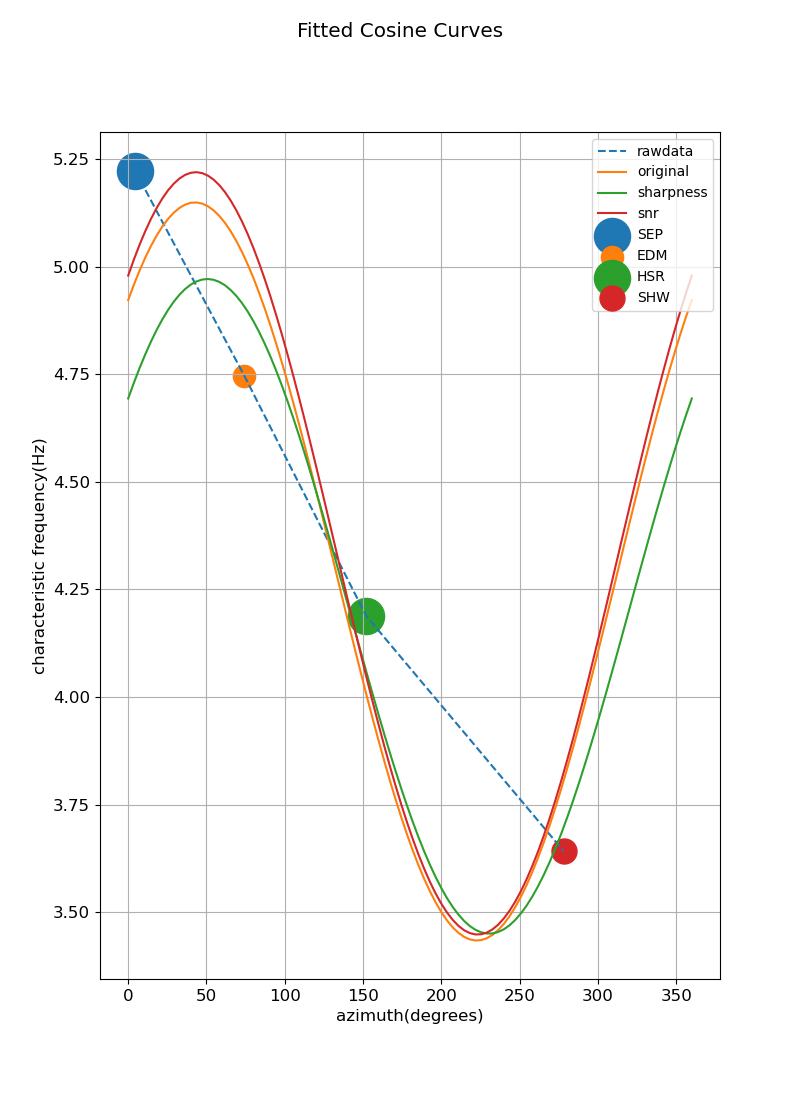 Fitted Cosine Curves
rawdata
original
sharpness
snr
SEP
EDM
HSR
SHW
5.25
5.00
4.75
4.50
4.25
4.00
3.75
3.50
characteristic frequency(Hz)
0 50 100 150 200 250 300 350
azimuth(degrees)